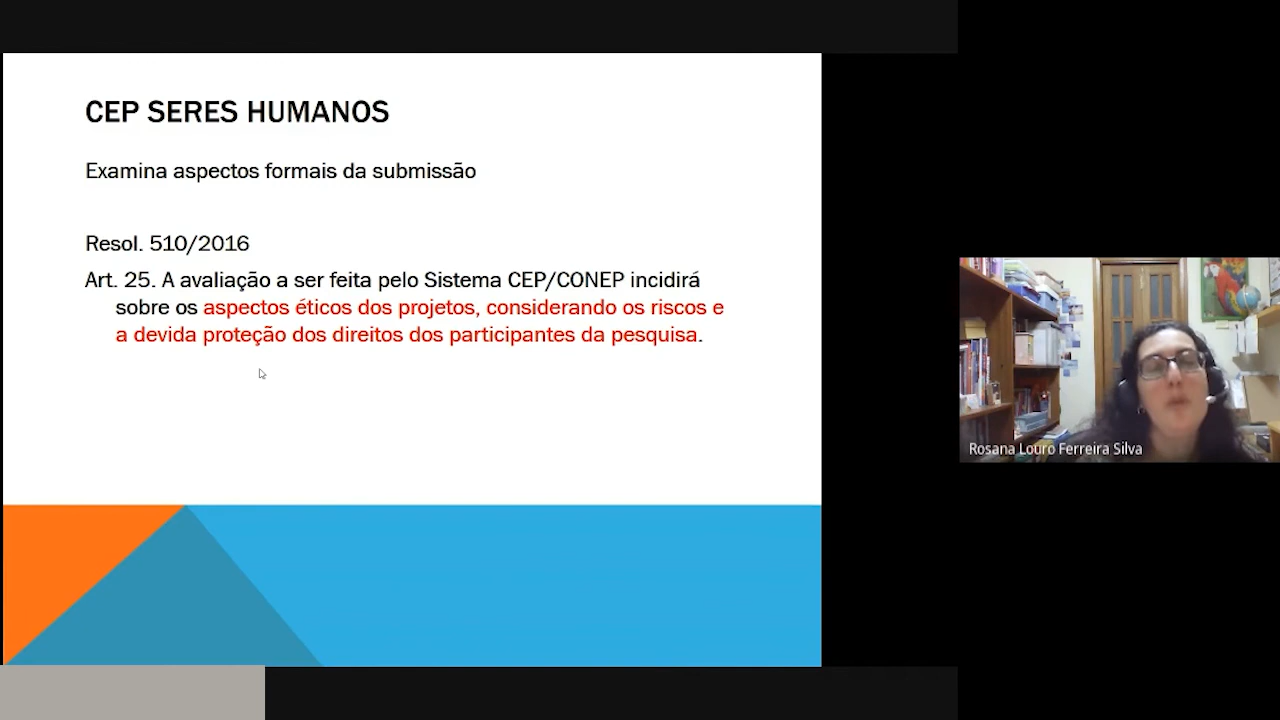 CEP SERES HUMANOS
Examina aspectos formais da submissão
Resol. 510/2016
Art. 25. A avaliação a ser feita pelo Sistema CEP/CONEP incidirá
sobre os aspectos éticos dos projetos, considerando os riscos e
a devida proteção dos direitos dos participantes da pesquisa.
Rosana Louro Ferreira Silva